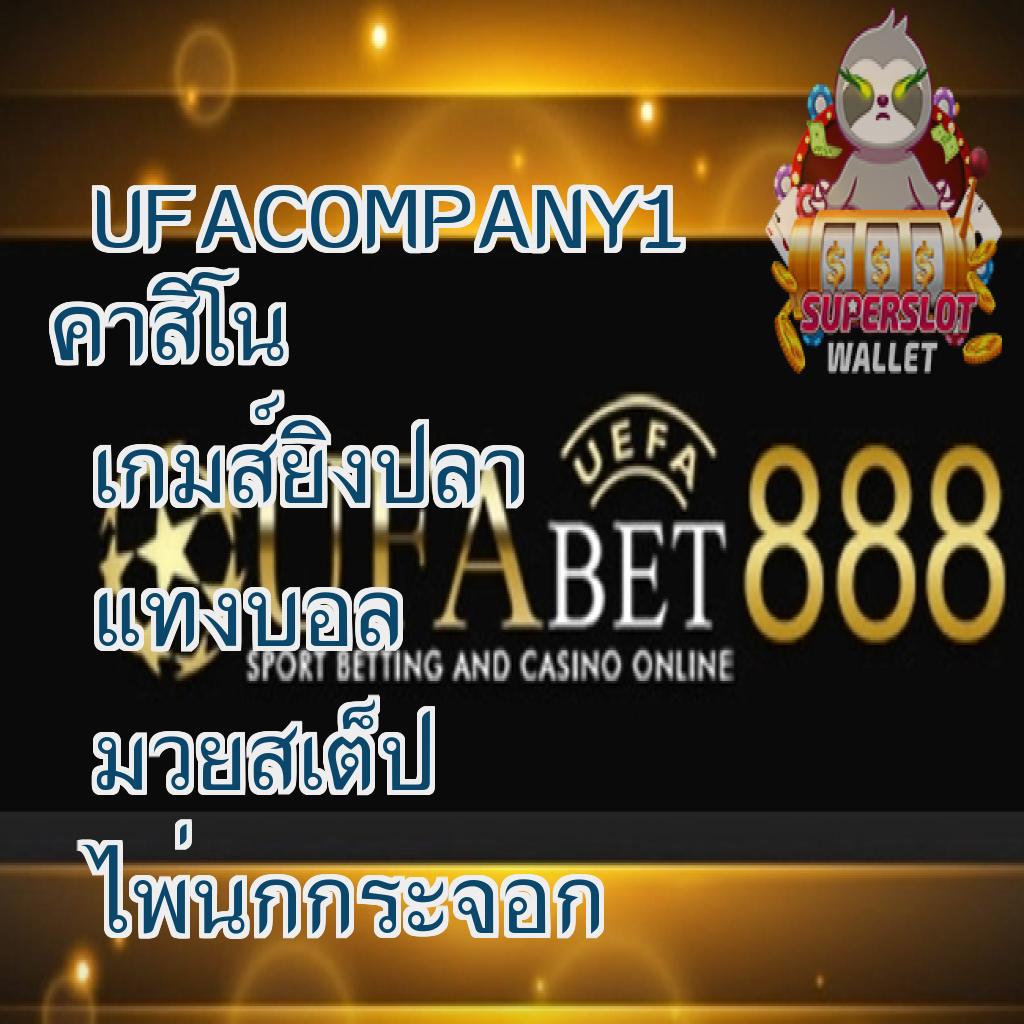 UFACOMPANY1
คาสิโน
เกมส์ยิงปลา
แทงบอล
มวยสเต็ป
ไพ่นกกระจอก
SUPERSLOT
WALLET
UEFA
UFABET888
SPORT BETTING AND CASINO ONLINE